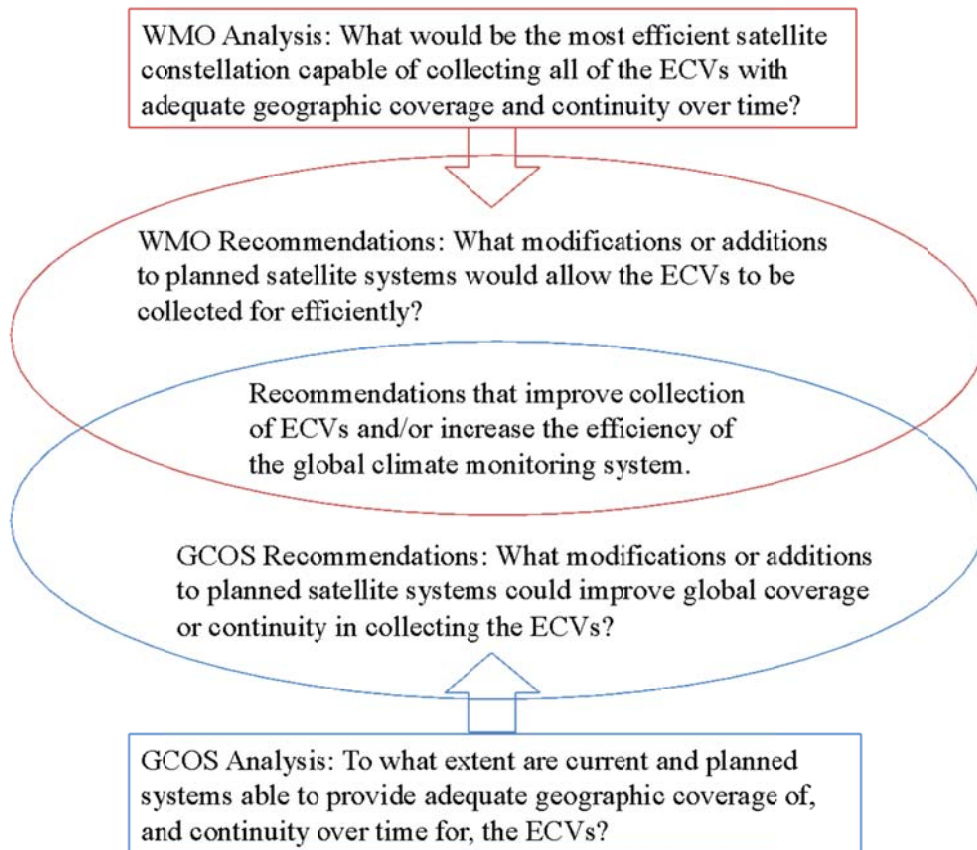 WMO Analysis: What would be the most efficient satellite
constellation capable of collecting all of the ECVs with
adequate geographic coverage and continuity over time?
WMO Recommendations: What modifications or additions
to planned satellite systems would allow the ECVs to be
collected for efficiently?
Recommendations that improve collection
of ECVs and/or increase the efficiency of
the global climate monitoring system.
GCOS Recommendations: What modifications or additions
to planned satellite systems could improve global coverage
or continuity in collecting the ECVs?
GCOS Analysis: To what extent are current and planned
systems able to provide adequate geographic coverage of,
and continuity over time for, the ECVs?